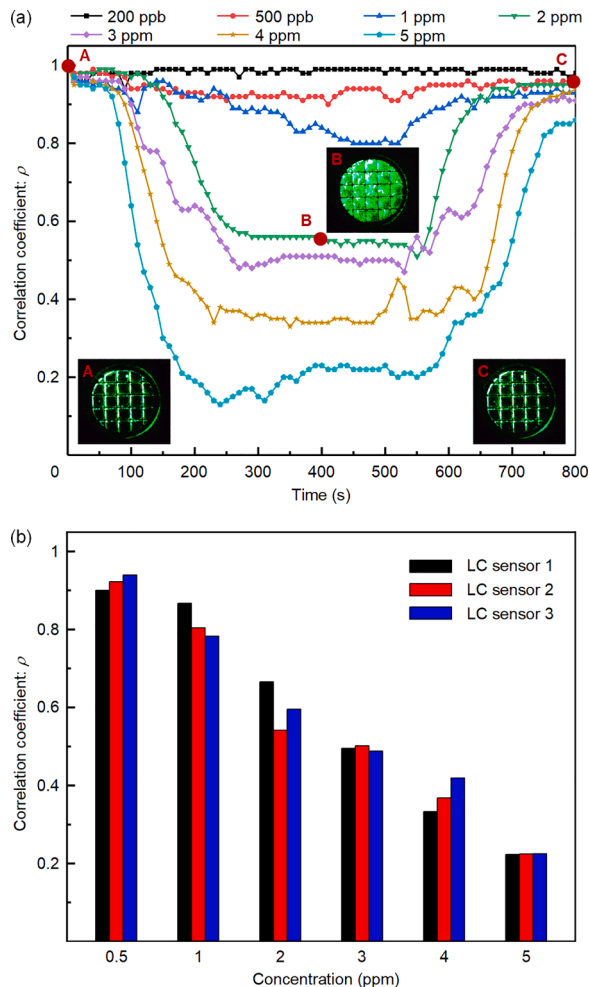 (a)
200 ppb 500 ppb 1 ppm 2 ppm
3 ppm 4 ppm 5 ppm
A
C
B
B
A
C
1
0.8
0.6
0.4
0.2
Correlation coefficient: ρ
0 100 200 300 400 500 600 700 800
Time (s)
(b)
LC sensor 1
LC sensor 2
LC sensor 3
1
0.8
0.6
0.4
0.2
Correlation coefficient: ρ
0.5 1 2 3 4 5
Concentration (ppm)